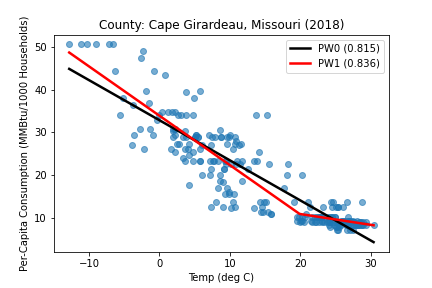 County: Cape Girardeau, Missouri (2018)
PW0 (0.815)
PW1 (0.836)
Per-Capita Consumption (MMBtu/1000 Households)
50
40
30
20
10
−10 0 10 20 30
Temp (deg C)